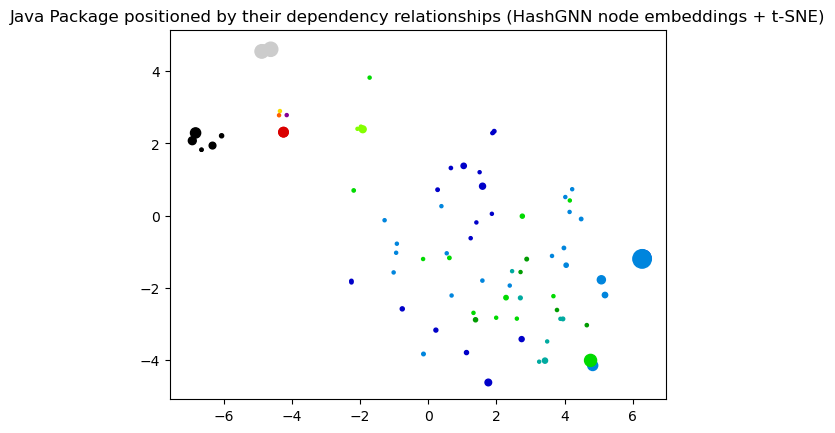 Java Package positioned by their dependency relationships (HashGNN node embeddings + t-SNE)
4
2
0
−2
−4
−6 −4 −2 0 2 4 6